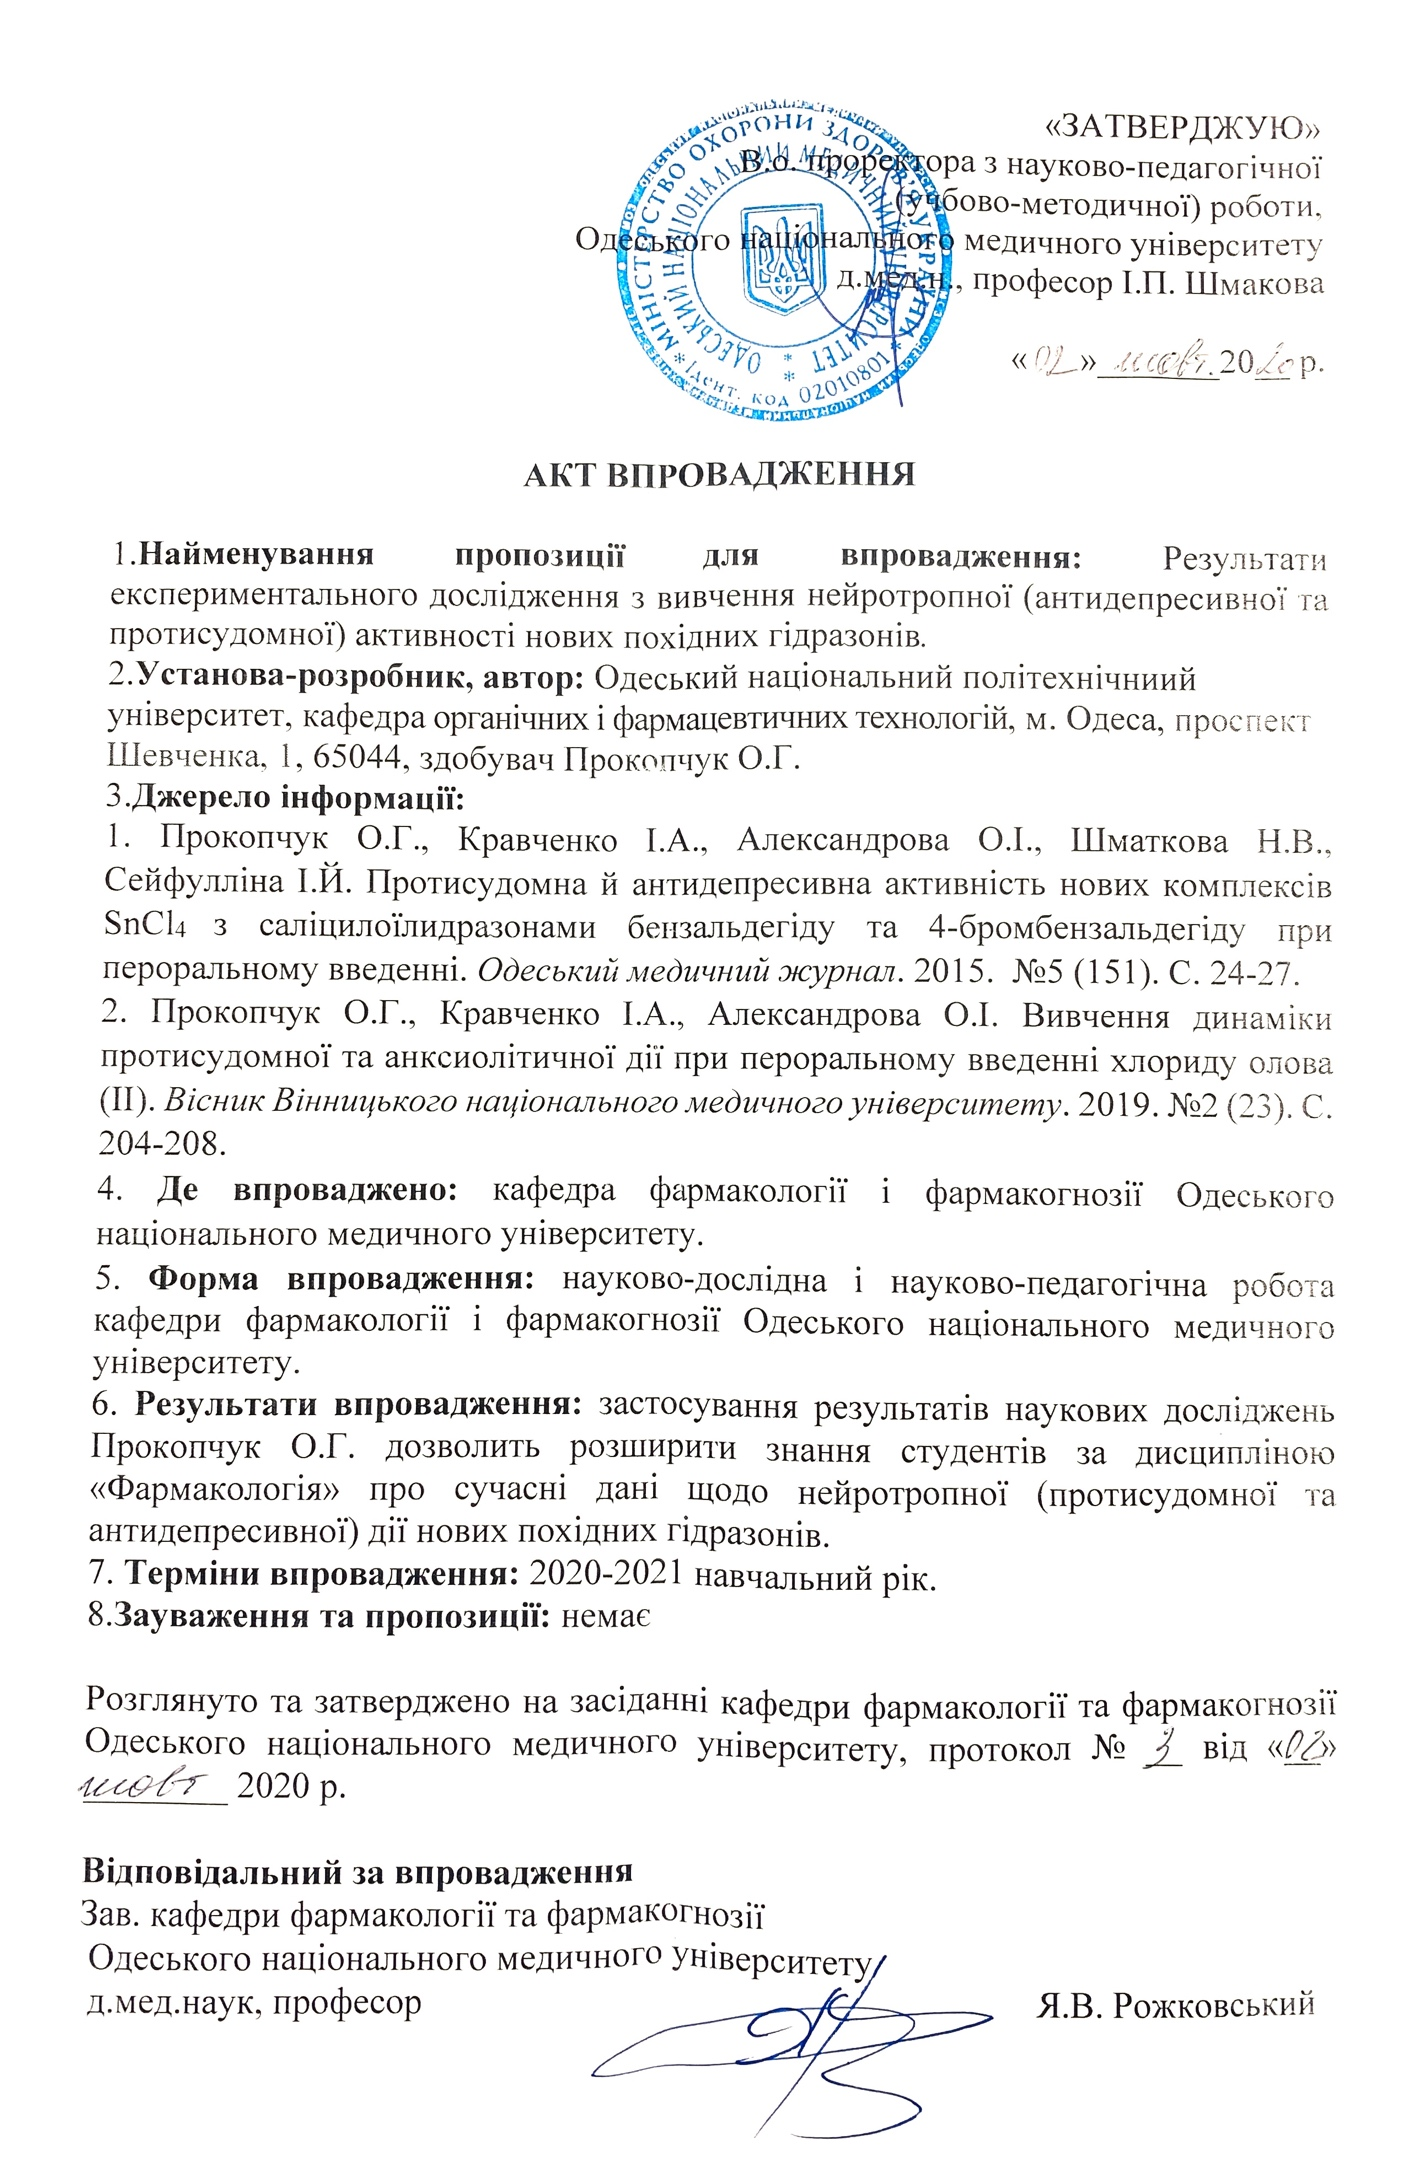 «ЗАТВЕРДЖУЮ»
В.о. проректора з науково-педагогічної
(учбово-методичної) роботи,
Одеського національного медичного університету
д.мед.н., професор І.П. Шмакова
«02» жовт. 2020 р.
* МІНІСТЕРСТВО ОХОРОНИ ЗДОРОВ'Я УКРАЇНИ *
ОДЕСЬКИЙ НАЦІОНАЛЬНИЙ МЕДИЧНИЙ УНІВЕРСИТЕТ
* Ідент. код 02010801 *
АКТ ВПРОВАДЖЕННЯ
1.Найменування пропозиції для впровадження: Результати
експериментального дослідження з вивчення нейротропної (антидепресивної та
протисудомної) активності нових похідних гідразонів.
2.Установа-розробник, автор: Одеський національний політехнічниий
університет, кафедра органічних і фармацевтичних технологій, м. Одеса, проспект
Шевченка, 1, 65044, здобувач Прокопчук О.Г.
3.Джерело інформації:
1. Прокопчук О.Г., Кравченко І.А., Александрова О.І., Шматкова Н.В.,
Сейфулліна І.Й. Протисудомна й антидепресивна активність нових комплексів
SnCl4 з саліцилоїлидразонами бензальдегіду та 4-бромбензальдегіду при
пероральному введенні. Одеський медичний журнал. 2015. №5 (151). С. 24-27.
2. Прокопчук О.Г., Кравченко І.А., Александрова О.І. Вивчення динаміки
протисудомної та анксиолітичної дії при пероральному введенні хлориду олова
(II). Вісник Вінницького національного медичного університету. 2019. №2 (23). С.
204-208.
4. Де впроваджено: кафедра фармакології і фармакогнозії Одеського
національного медичного університету.
5. Форма впровадження: науково-дослідна і науково-педагогічна робота
кафедри фармакології і фармакогнозії Одеського національного медичного
університету.
6. Результати впровадження: застосування результатів наукових досліджень
Прокопчук О.Г. дозволить розширити знання студентів за дисципліною
«Фармакологія» про сучасні дані щодо нейротропної (протисудомної та
антидепресивної) дії нових похідних гідразонів.
7. Терміни впровадження: 2020-2021 навчальний рік.
8.Зауваження та пропозиції: немає
Розглянуто та затверджено на засіданні кафедри фармакології та фармакогнозії
Одеського національного медичного університету, протокол № 3 від «02»
жовт 2020 р.
Відповідальний за впровадження
Зав. кафедри фармакології та фармакогнозії
Одеського національного медичного університету
д.мед.наук, професор Я.В. Рожковський